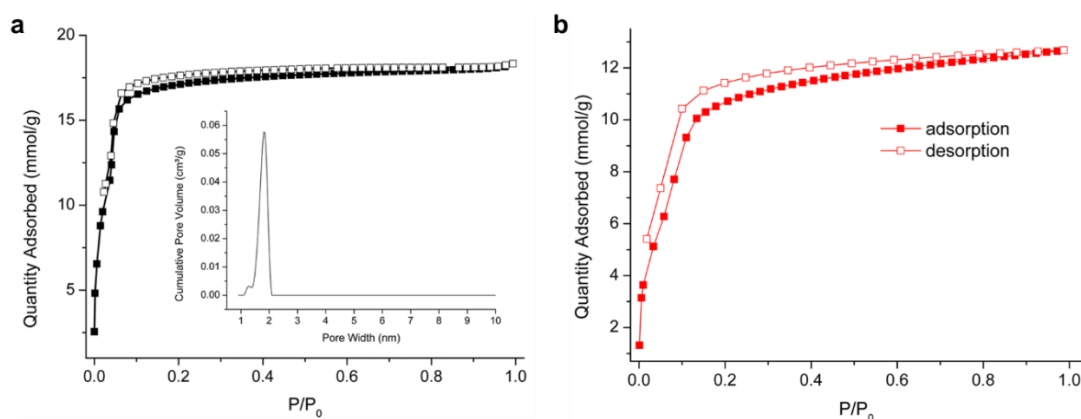 a
Quantity Adsorbed (mmol/g)
20
15
10
5
0.0 0.2 0.4 0.6 0.8 1.0
P/P₀
Cumulative Pore Volume (cm³/g)
0.06
0.05
0.04
0.03
0.02
0.01
0.00
1 2 3 4 5 6 7 8 9 10
Pore Width (nm)
b
Quantity Adsorbed (mmol/g)
12
10
8
6
4
2
0.0 0.2 0.4 0.6 0.8 1.0
P/P₀
adsorption
desorption